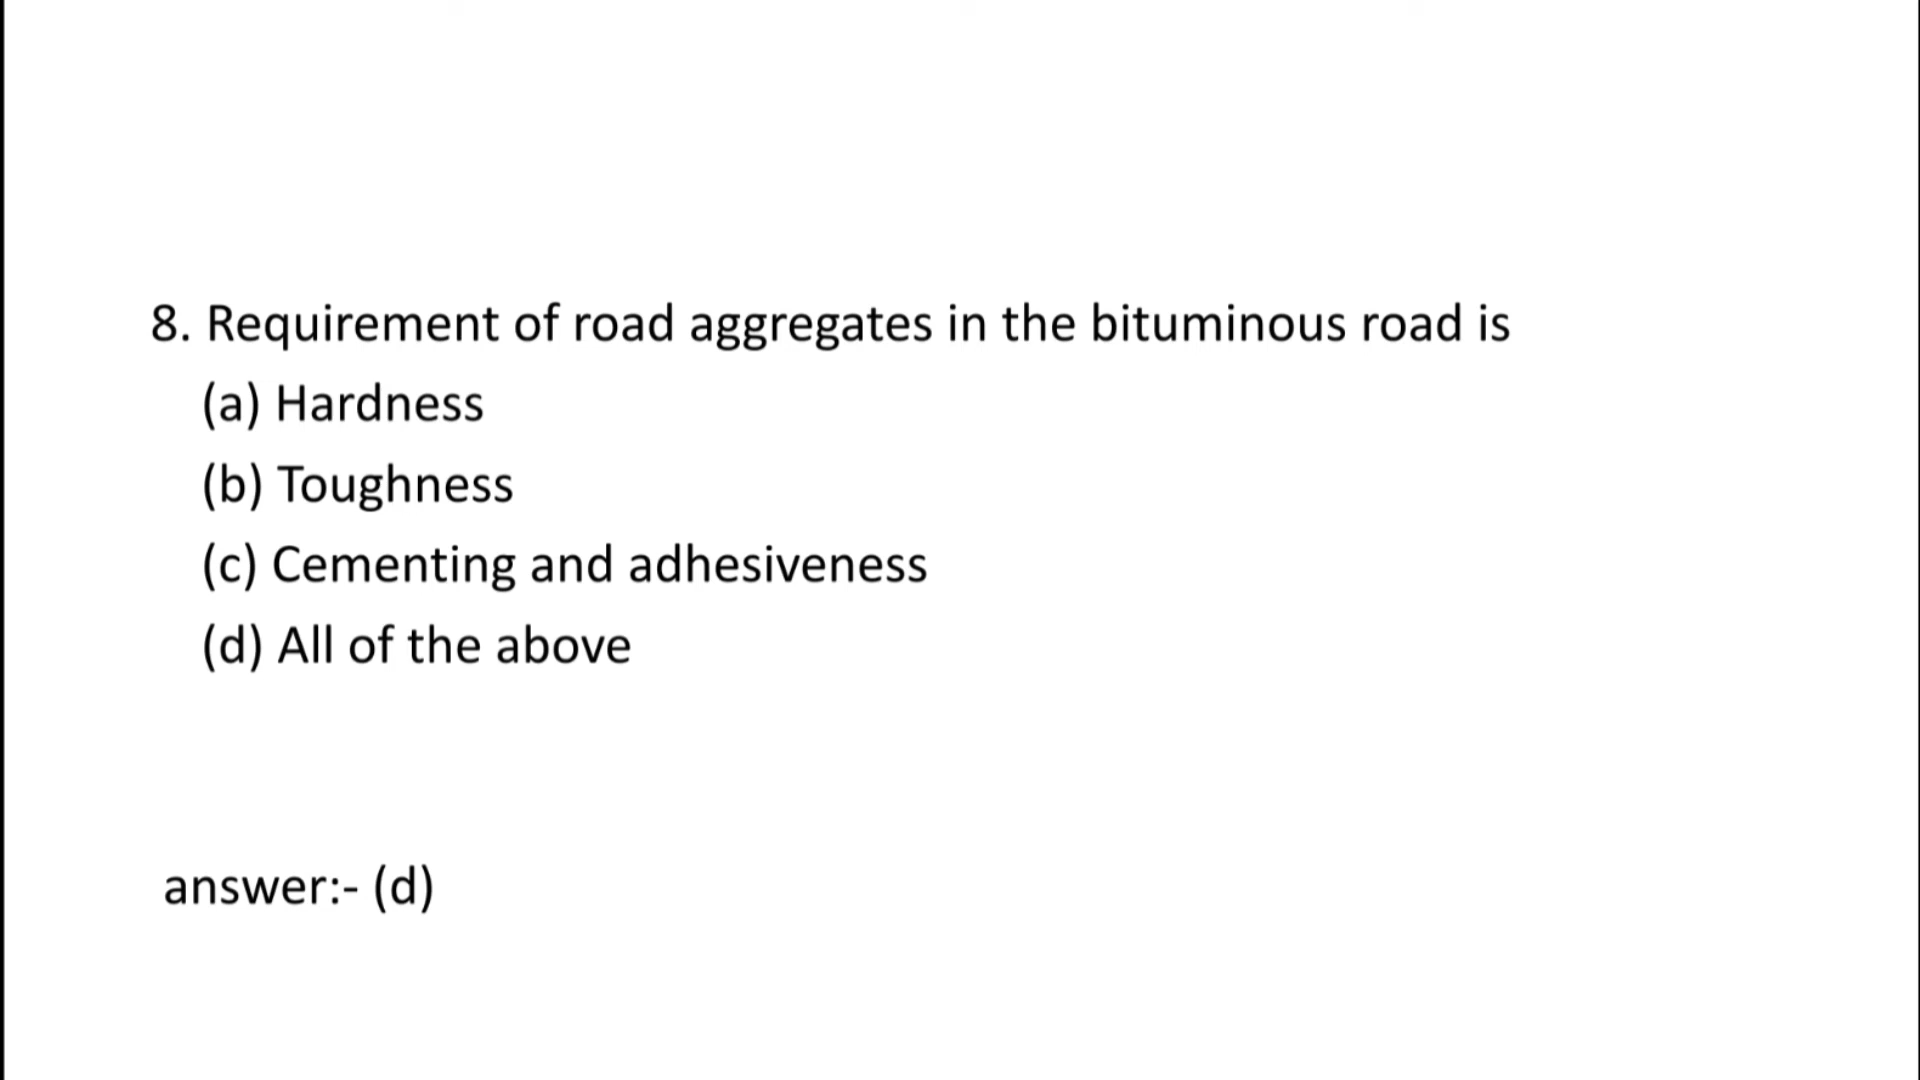 8. Requirement of road aggregates in the bituminous road is
(a) Hardness
(b) Toughness
(c) Cementing and adhesiveness
(d) All of the above
answer:- (d)